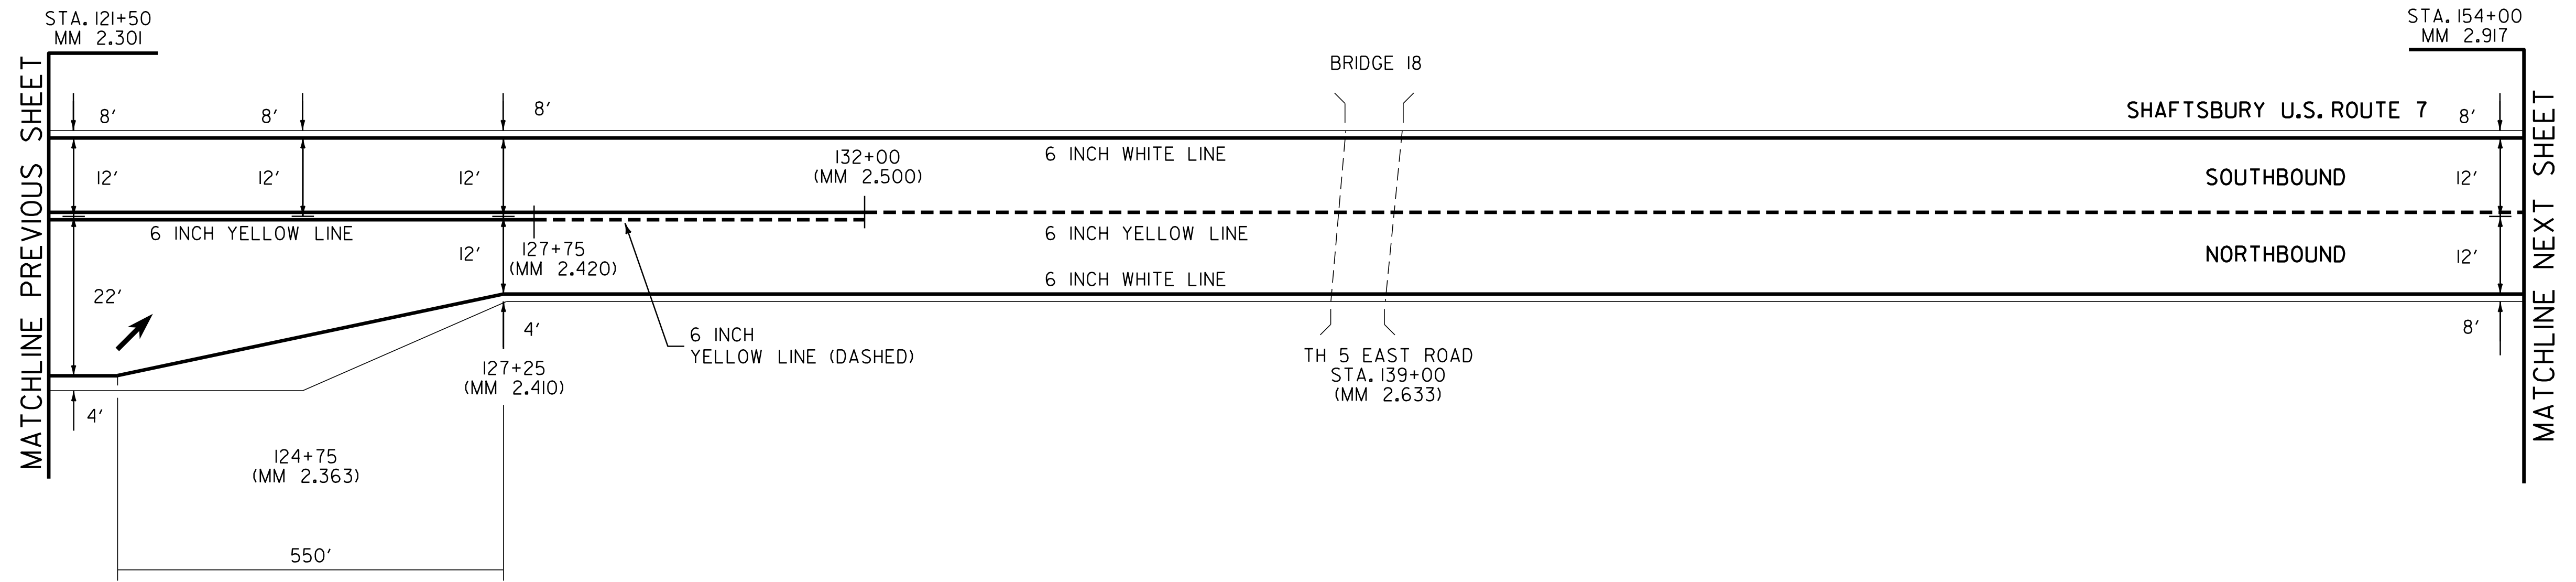 STA. 121+50
MM 2.301
STA. 154+00
MM 2.917
MATCHLINE PREVIOUS SHEET
MATCHLINE NEXT SHEET
BRIDGE 18
SHAFTSBURY U.S. ROUTE 7
8'
8'
8'
8'
12'
12'
12'
132+00
(MM 2.500)
6 INCH WHITE LINE
SOUTHBOUND
12'
6 INCH YELLOW LINE
12'
127+75
(MM 2.420)
6 INCH YELLOW LINE
NORTHBOUND
12'
6 INCH WHITE LINE
22'
4'
6 INCH
YELLOW LINE (DASHED)
8'
127+25
(MM 2.410)
TH 5 EAST ROAD
STA. 139+00
(MM 2.633)
4'
124+75
(MM 2.363)
550'